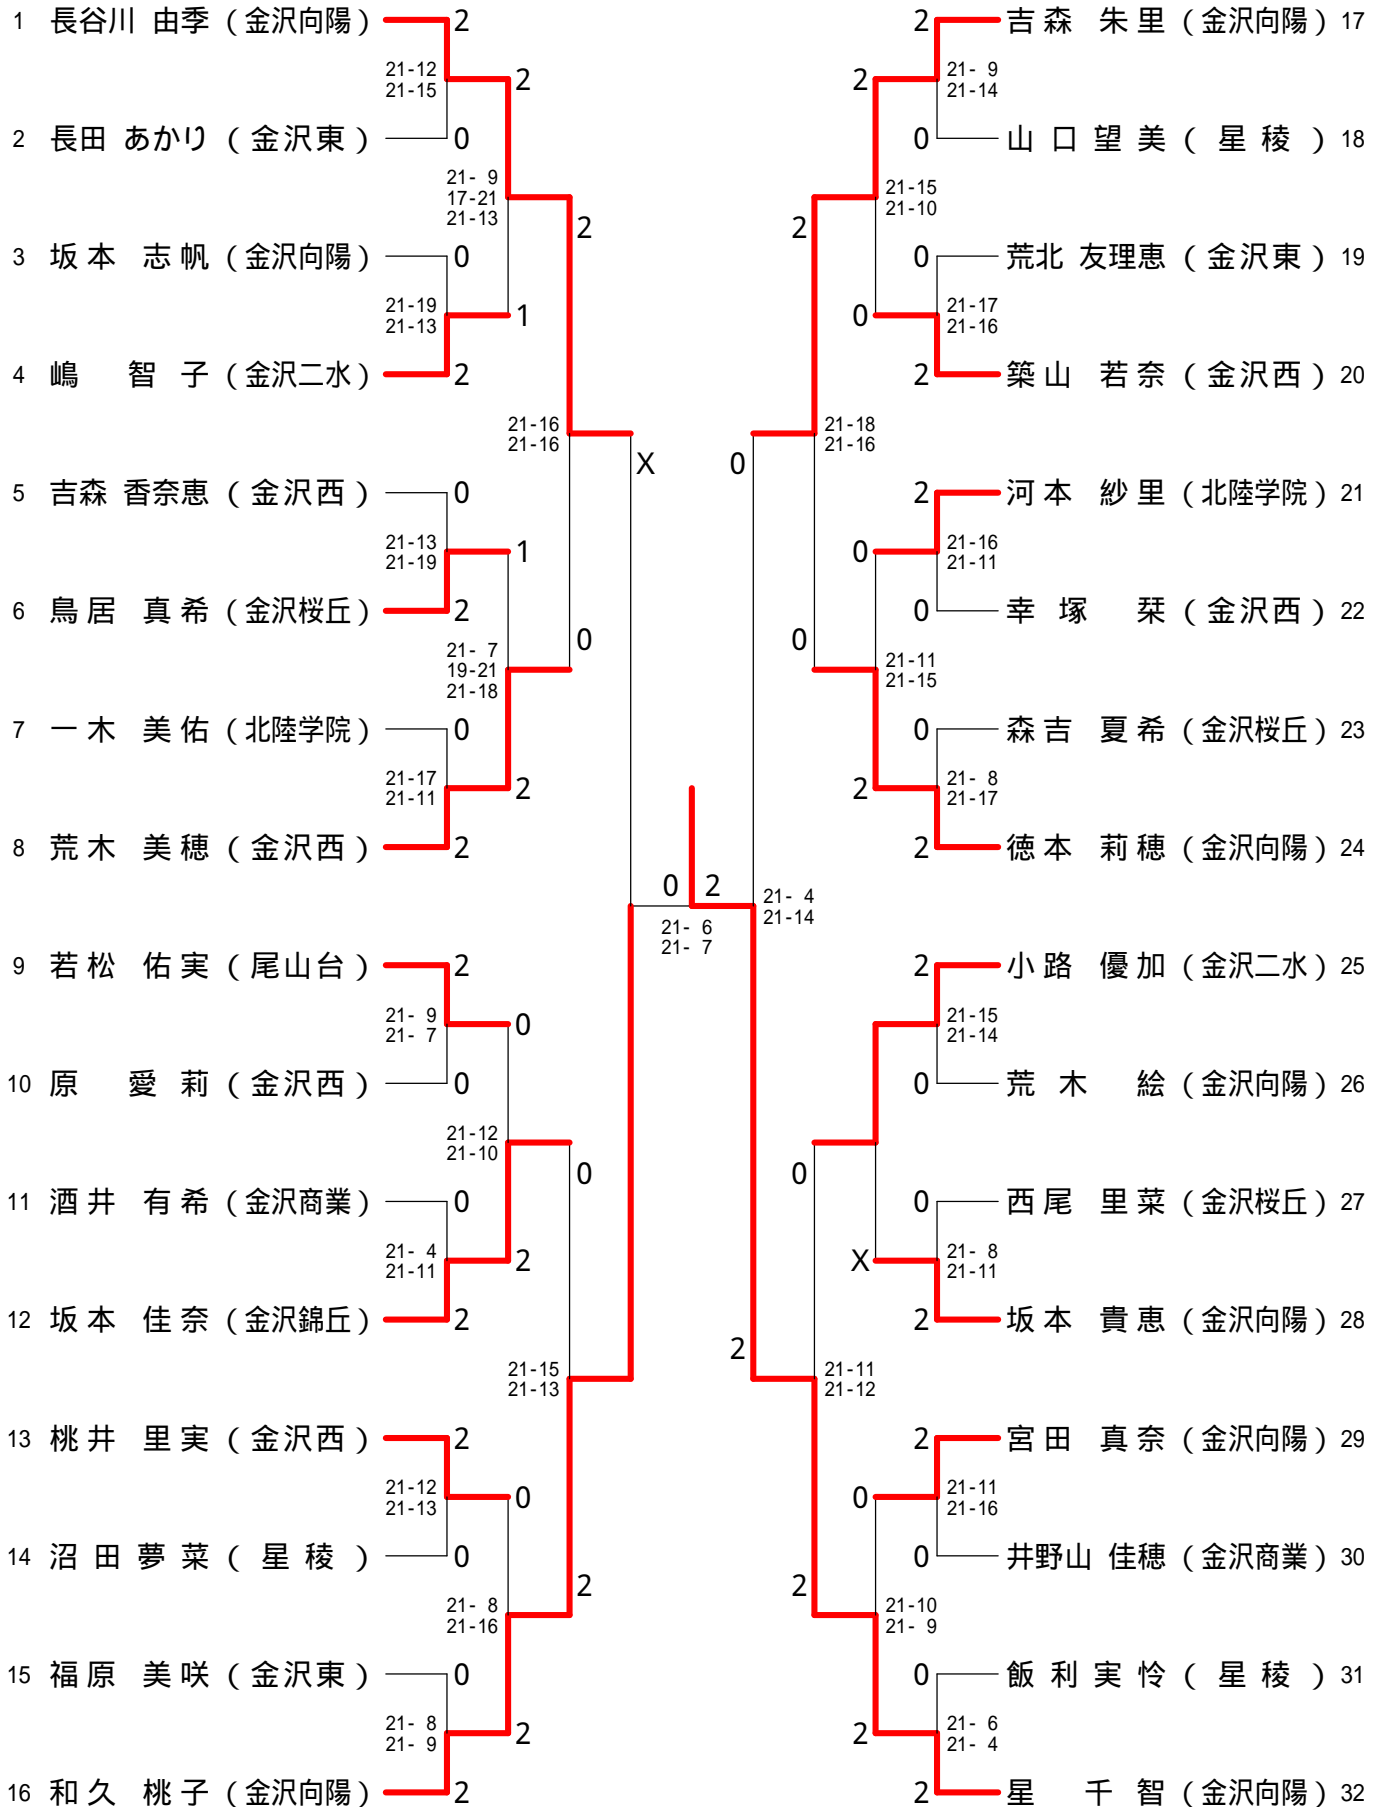 1 長谷川 由季 (金沢向陽) 2
21-12
21-15
2
2 長田 あかり (金沢東) 0
21- 9
17-21
21-13
2
3 坂本 志帆 (金沢向陽) 0
21-19
21-13
1
4 嶋 智子 (金沢二水) 2
21-16
21-16
X
5 吉森 香奈恵 (金沢西) 0
21-13
21-19
1
6 鳥居 真希 (金沢桜丘) 2
21- 7
19-21
21-18
0
7 一木 美佑 (北陸学院) 0
21-17
21-11
2
8 荒木 美穂 (金沢西) 2
0 2
21- 6
21- 7
9 若松 佑実 (尾山台) 2
21- 9
21- 7
0
10 原 愛莉 (金沢西) 0
21-12
21-10
0
11 酒井 有希 (金沢商業) 0
21- 4
21-11
2
12 坂本 佳奈 (金沢錦丘) 2
21-15
21-13
13 桃井 里実 (金沢西) 2
21-12
21-13
0
14 沼田夢菜 (星稜) 0
21- 8
21-16
2
15 福原 美咲 (金沢東) 0
21- 8
21- 9
2
16 和久 桃子 (金沢向陽) 2
2 吉森 朱里 (金沢向陽) 17
2
21- 9
21-14
0 山口望美 (星稜) 18
2
21-15
21-10
0 荒北 友理恵 (金沢東) 19
0
21-17
21-16
2 築山 若奈 (金沢西) 20
0
21-18
21-16
2 河本 紗里 (北陸学院) 21
0
21-16
21-11
0 幸塚 栞 (金沢西) 22
0
21-11
21-15
0 森吉 夏希 (金沢桜丘) 23
2
21- 8
21-17
2 徳本 莉穂 (金沢向陽) 24
21- 4
21-14
2 小路 優加 (金沢二水) 25
21-15
21-14
0 荒木 絵 (金沢向陽) 26
0
0 西尾 里菜 (金沢桜丘) 27
X
21- 8
21-11
2 坂本 貴恵 (金沢向陽) 28
2
21-11
21-12
2 宮田 真奈 (金沢向陽) 29
0
21-11
21-16
0 井野山 佳穂 (金沢商業) 30
2
21-10
21- 9
0 飯利実怜 (星稜) 31
2
21- 6
21- 4
2 星 千智 (金沢向陽) 32